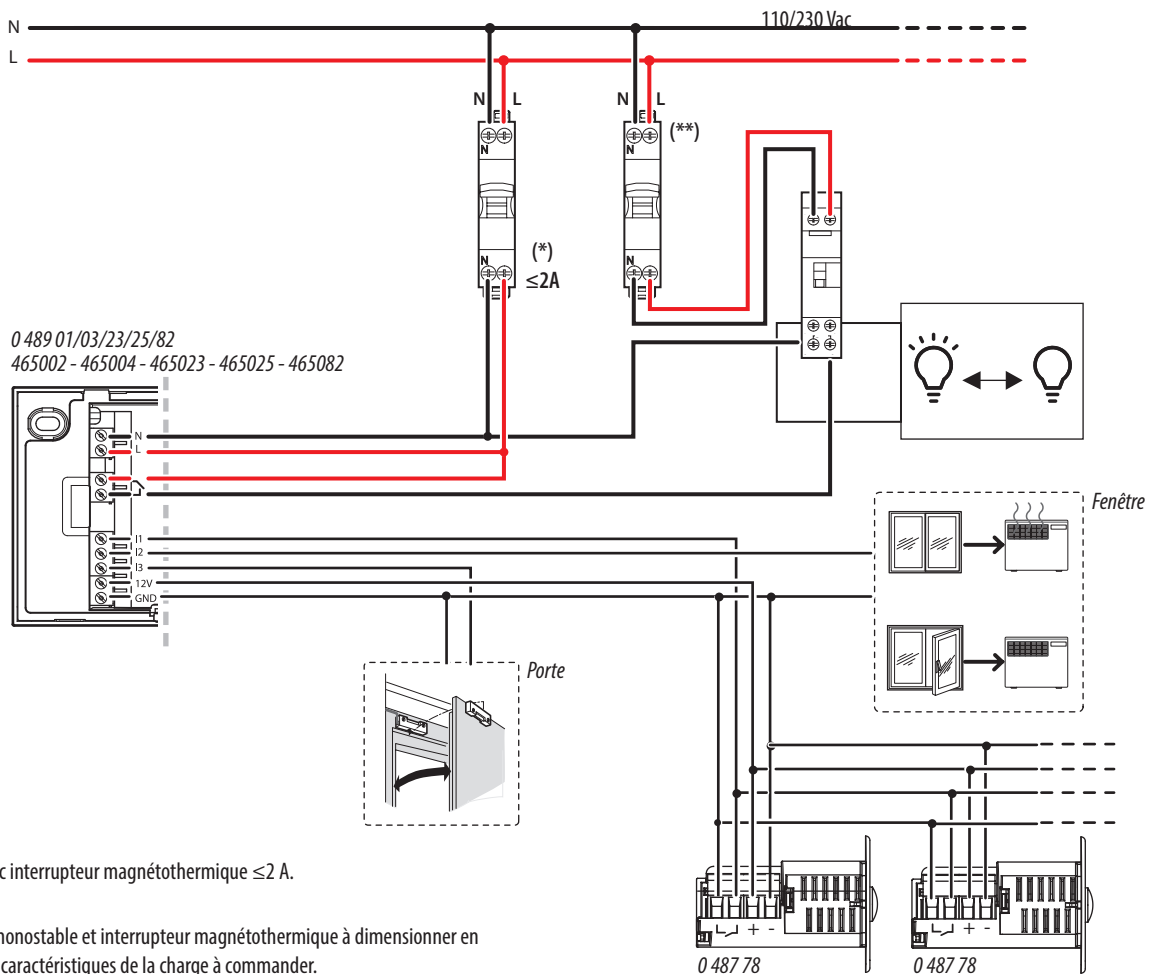 N
110/230 Vac
L
N L
N L
(**)
N
N
N
(*)
N
≤2A
0 489 01/03/23/25/82
465002 - 465004 - 465023 - 465025 - 465082
N
L
Fenêtre
I1
I2
I3
12V
GND
Porte
c interrupteur magnétothermique ≤2 A.
monostable et interrupteur magnétothermique à dimensionner en
caractéristiques de la charge à commander.
+ -
+ -
0 487 78
0 487 78